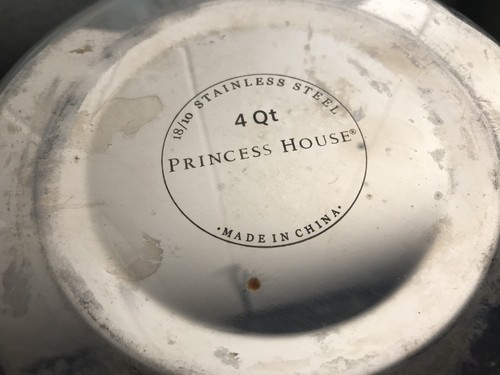 18/10 STAINLESS STEEL
4 Qt
PRINCESS HOUSE®
·MADE IN CHINA·